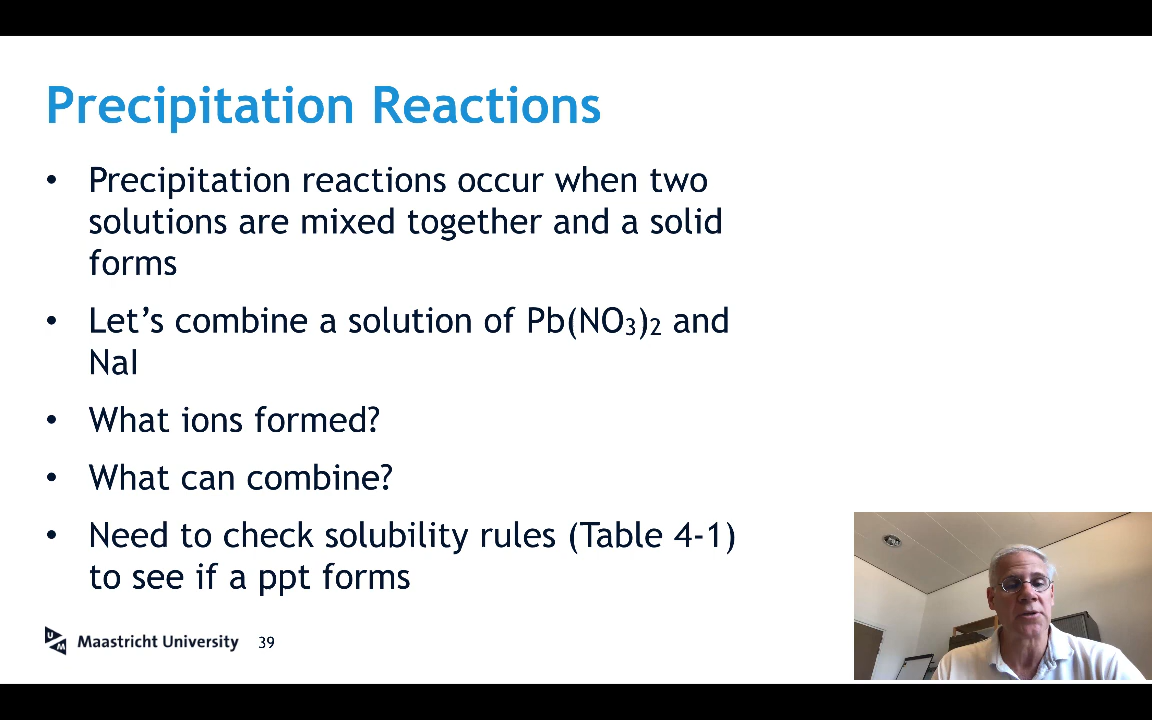 Precipitation Reactions
• Precipitation reactions occur when two
solutions are mixed together and a solid
forms
• Let’s combine a solution of Pb(NO₃)₂ and
NaI
• What ions formed?
• What can combine?
• Need to check solubility rules (Table 4-1)
to see if a ppt forms
UM Maastricht University 39